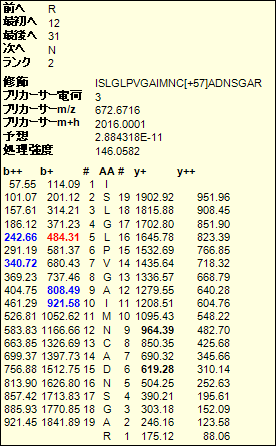 前へ R
最初へ 12
最後へ 31
次へ N
ランク 2
修飾 ISLGLPVGAIMNC[+57]ADNSGAR
プリカーサー電荷 3
プリカーサーm/z 672.6716
プリカーサーm+h 2016.0001
予想 2.884318E-11
処理強度 146.0582
b++ b+ # AA # y+ y++
57.55 114.09 1 I
101.07 201.12 2 S 19 1902.92 951.96
157.61 314.21 3 L 18 1815.88 908.45
186.12 371.23 4 G 17 1702.80 851.90
242.66 484.31 5 L 16 1645.78 823.39
291.19 581.37 6 P 15 1532.69 766.85
340.72 680.43 7 V 14 1435.64 718.32
369.23 737.46 8 G 13 1336.57 668.79
404.75 808.49 9 A 12 1279.55 640.28
461.29 921.58 10 I 11 1208.51 604.76
526.81 1052.62 11 M 10 1095.43 548.22
583.83 1166.66 12 N 9 964.39 482.70
663.85 1326.69 13 C 8 850.35 425.68
699.37 1397.73 14 A 7 690.32 345.66
756.88 1512.75 15 D 6 619.28 310.14
813.90 1626.80 16 N 5 504.25 252.63
857.42 1713.83 17 S 4 390.21 195.61
885.93 1770.85 18 G 3 303.18 152.09
921.45 1841.89 19 A 2 246.16 123.58
R 1 175.12 88.06